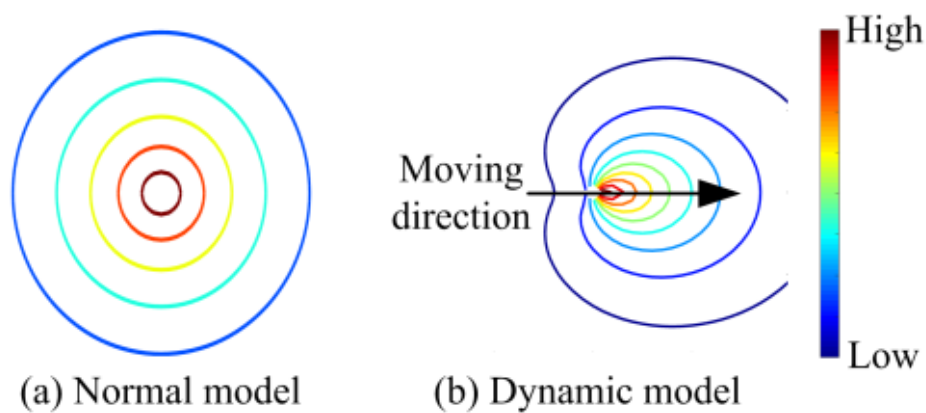 High
Moving
direction
Low
(a) Normal model
(b) Dynamic model